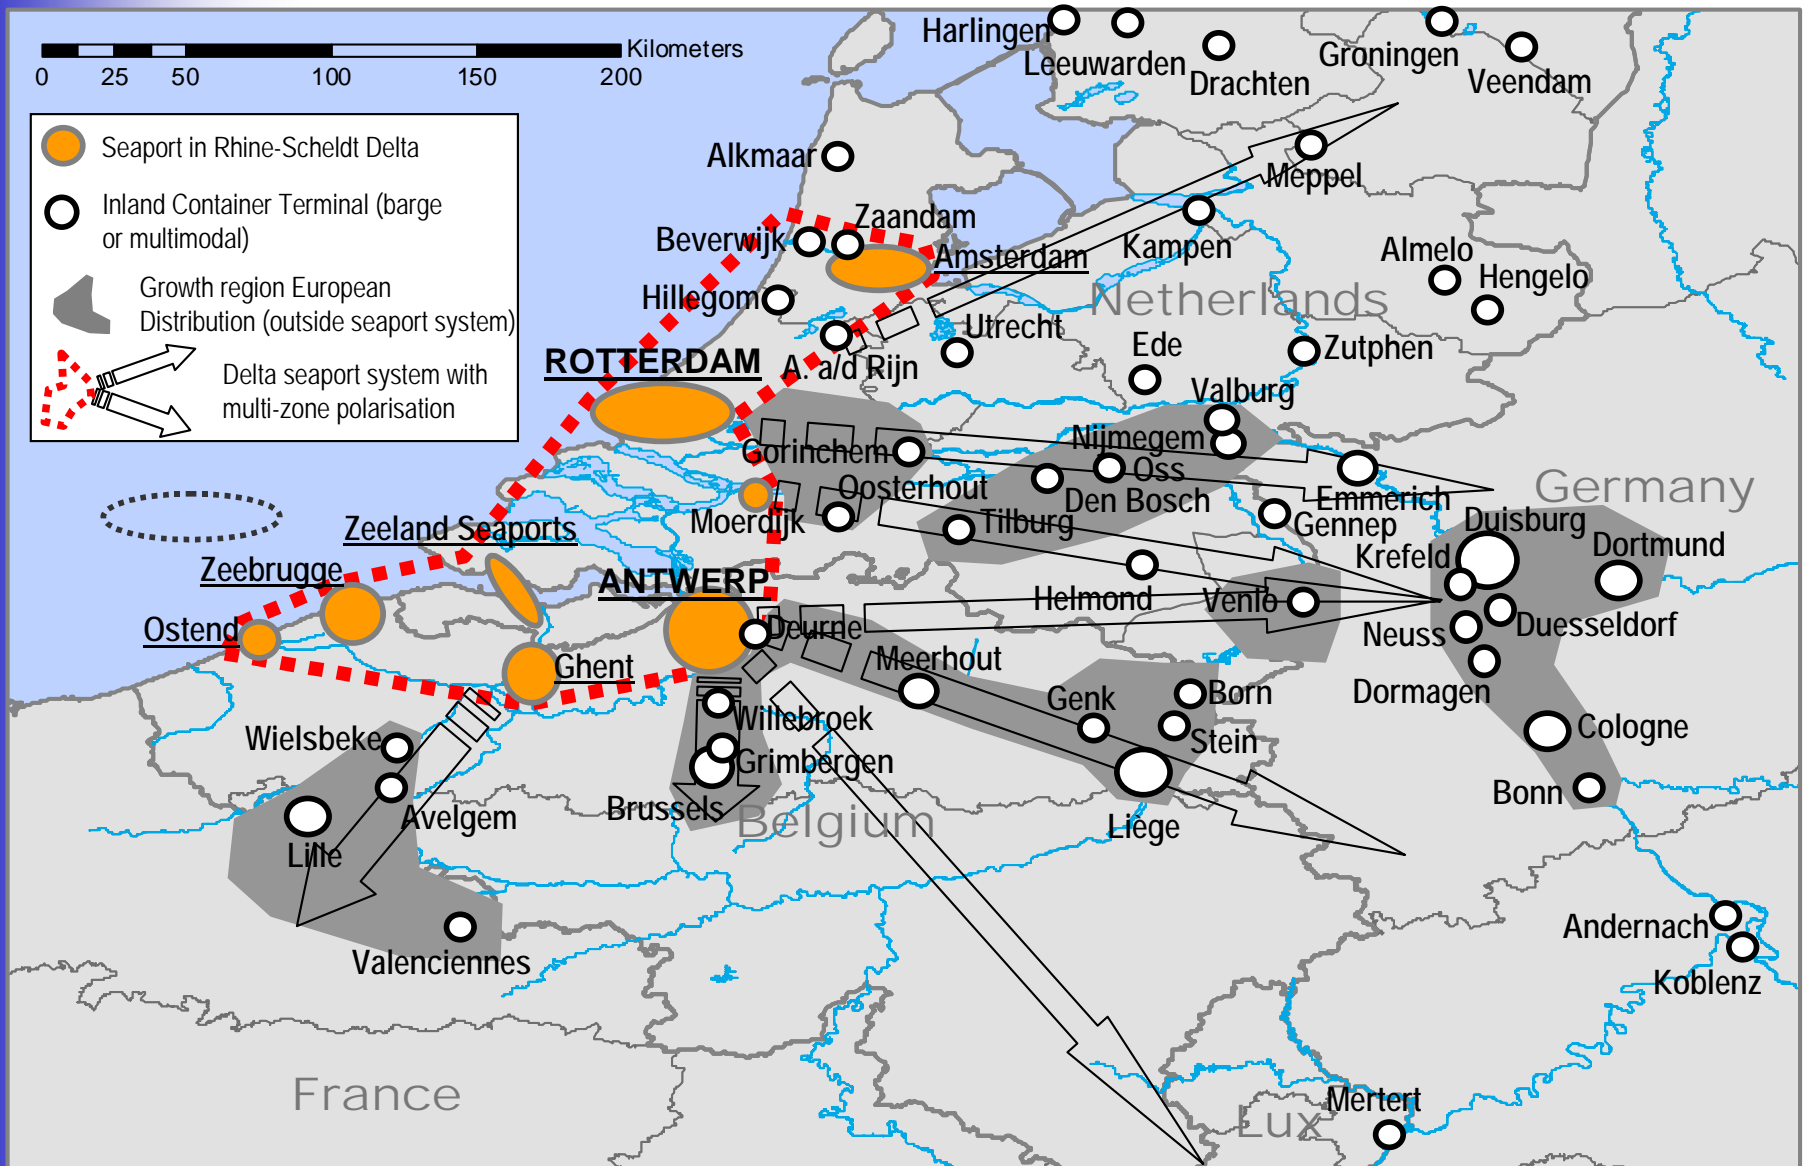 Harlingen
Leeuwarden
Drachten
Groningen
Veendam
Kilometers
0 25 50 100 150 200
Seaport in Rhine-Scheldt Delta
Inland Container Terminal (barge
or multimodal)
Growth region European
Distribution (outside seaport system)
Delta seaport system with
multi-zone polarisation
Alkmaar
Meppel
Zaandam
Beverwijk
Kampen
Amsterdam
Almelo
Hengelo
Hillegom
Netherlands
Utrecht
Ede
Zutphen
ROTTERDAM
A. a/d Rijn
Valburg
Nijmegem
Gorinchem
Oss
Emmerich
Germany
Oosterhout
Den Bosch
Moerdijk
Tilburg
Gennep
Duisburg
Zeeland Seaports
Krefeld
Dortmund
Zeebrugge
ANTWERP
Helmond
Venlo
Ostend
Deurne
Neuss
Duesseldorf
Ghent
Meerhout
Genk
Born
Dormagen
Wielsbeke
Willebroek
Stein
Cologne
Grimbergen
Brussels
Bonn
Avelgem
Belgium
Liège
Lille
Andernach
Valenciennes
Koblenz
France
Mertert
Lux